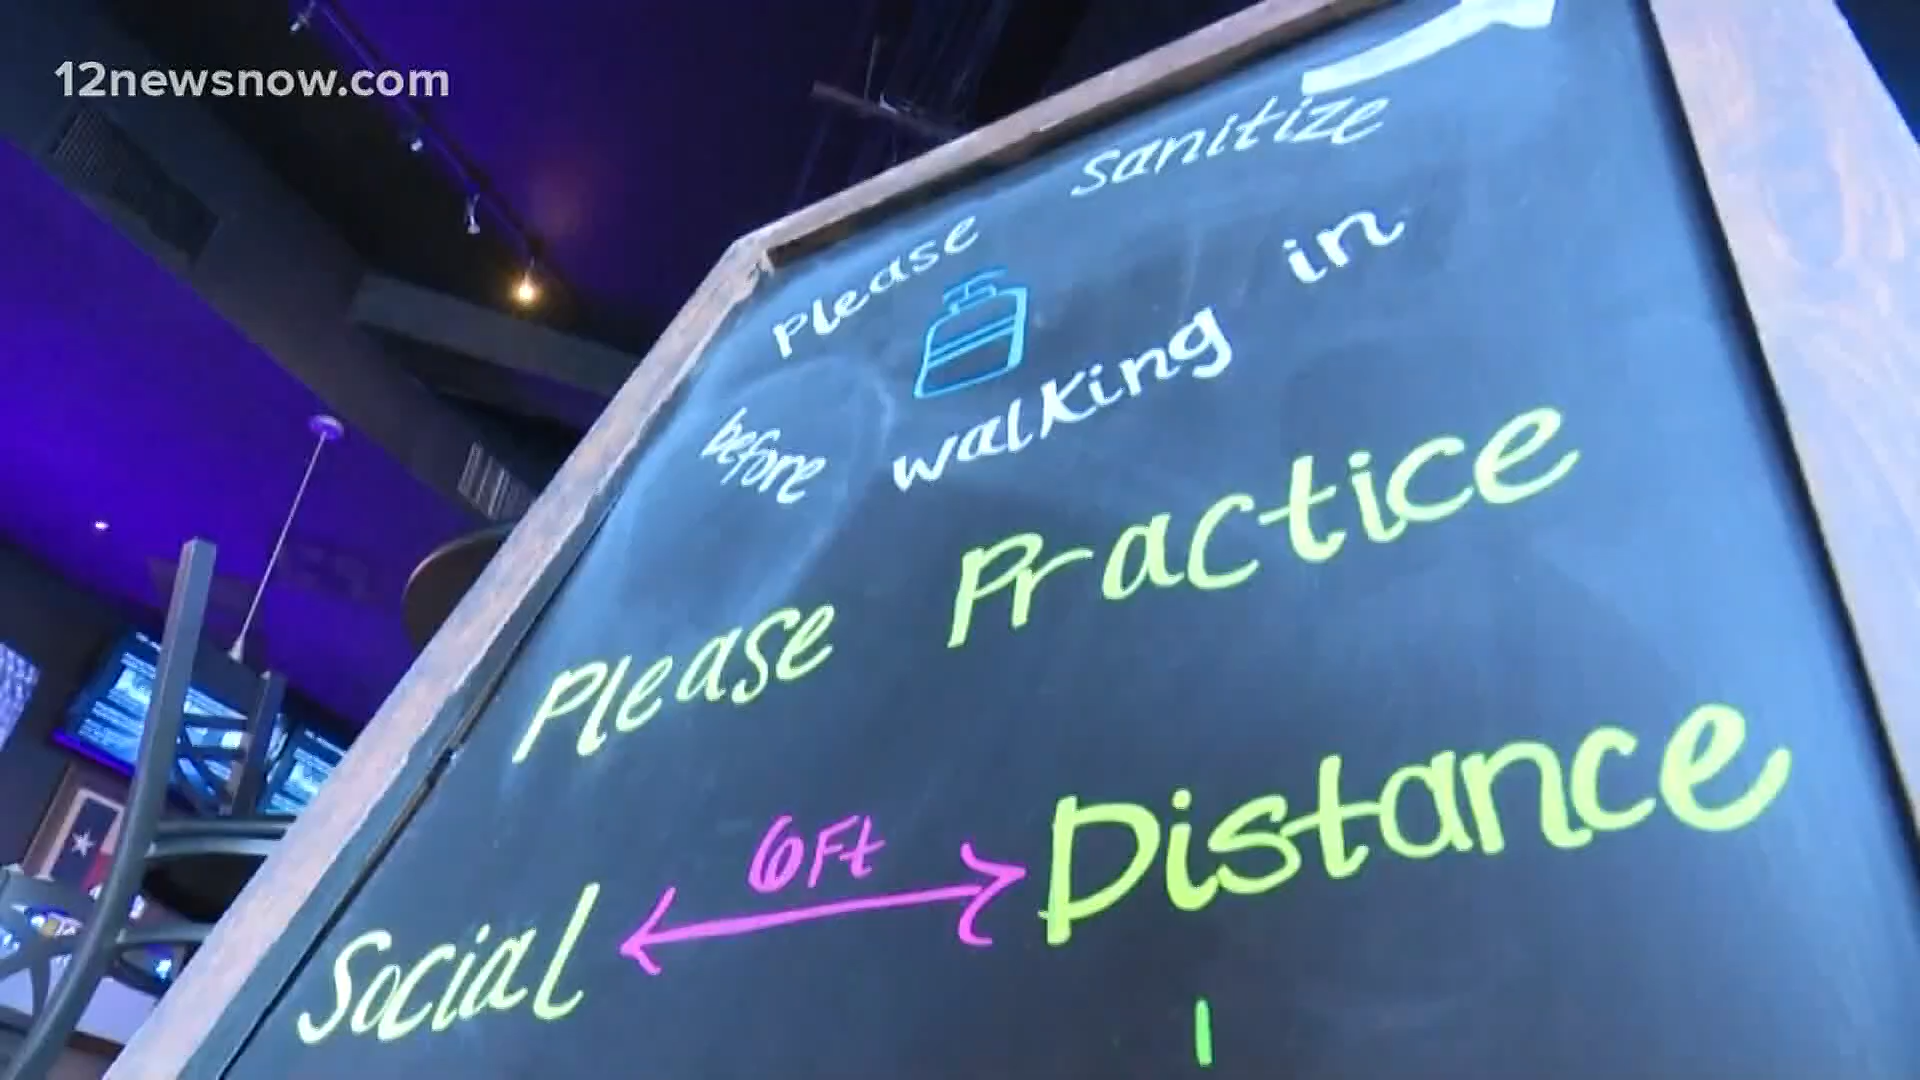 12newsnow.com
Please sanitize
before walking in
Please Practice
Social 6Ft Distance